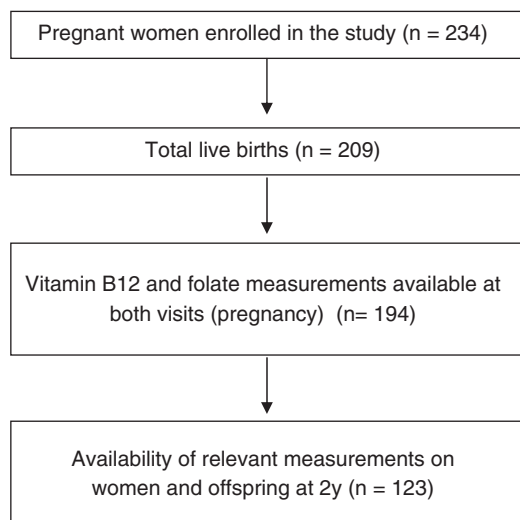 Pregnant women enrolled in the study (n = 234)
Total live births (n = 209)
Vitamin B12 and folate measurements available at
both visits (pregnancy) (n= 194)
Availability of relevant measurements on
women and offspring at 2y (n = 123)